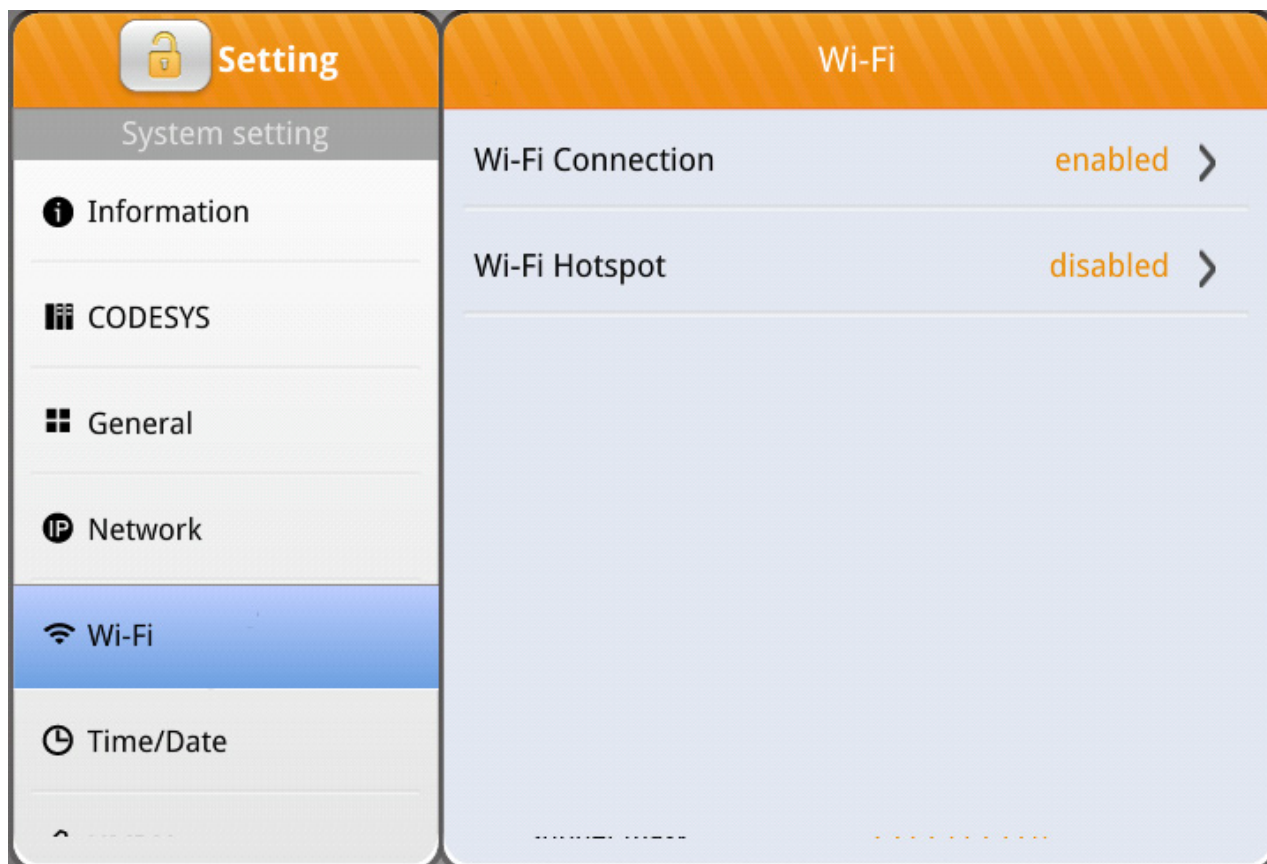 Setting
System setting
Information
CODESYS
General
IP Network
Wi-Fi
Time/Date
Wi-Fi
Wi-Fi Connection enabled
Wi-Fi Hotspot disabled